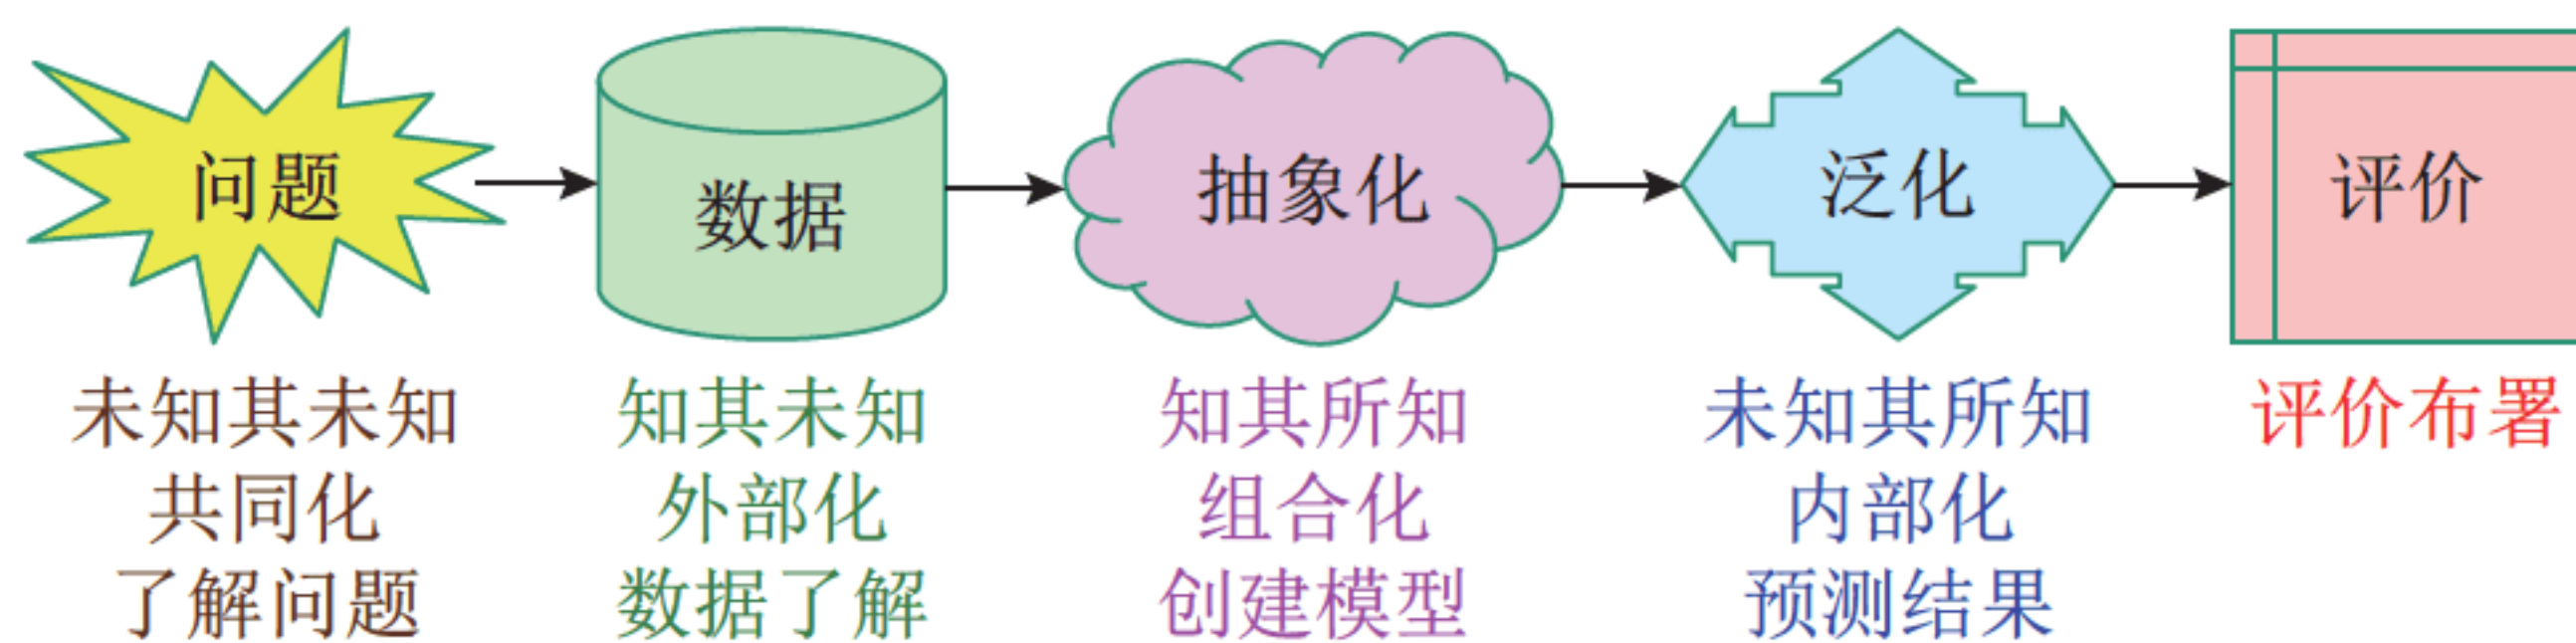 问题
数据
抽象化
泛化
评价
未知其未知
共同化
了解问题
知其未知
外部化
数据了解
知其所知
组合化
创建模型
未知其所知
内部化
预测结果
评价布署